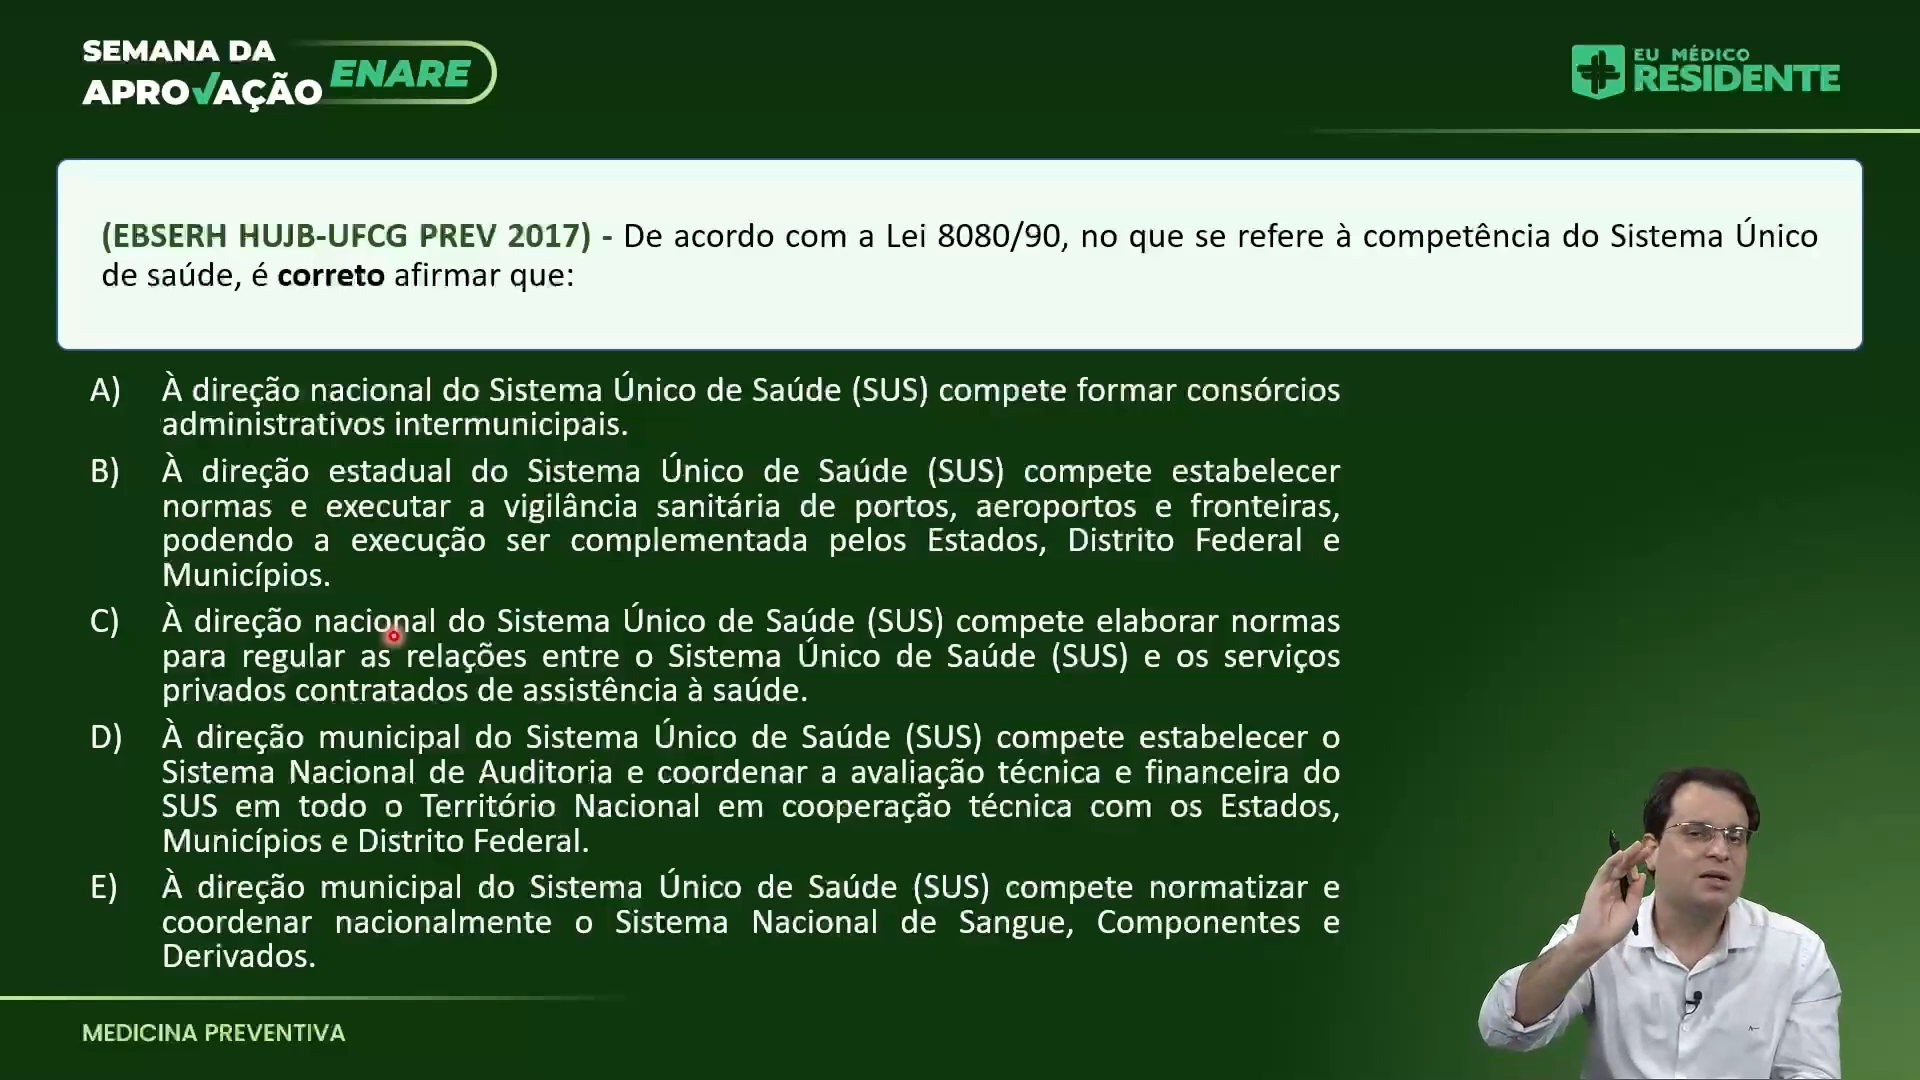 SEMANA DA
APROVAÇÃO ENARE
EU MÉDICO
RESIDENTE
(EBSERH HUJB-UFCG PREV 2017) - De acordo com a Lei 8080/90, no que se refere à competência do Sistema Único
de saúde, é correto afirmar que:
A) À direção nacional do Sistema Único de Saúde (SUS) compete formar consórcios
administrativos intermunicipais.
B) À direção estadual do Sistema Único de Saúde (SUS) compete estabelecer
normas e executar a vigilância sanitária de portos, aeroportos e fronteiras,
podendo a execução ser complementada pelos Estados, Distrito Federal e
Municípios.
C) À direção nacional do Sistema Único de Saúde (SUS) compete elaborar normas
para regular as relações entre o Sistema Único de Saúde (SUS) e os serviços
privados contratados de assistência à saúde.
D) À direção municipal do Sistema Único de Saúde (SUS) compete estabelecer o
Sistema Nacional de Auditoria e coordenar a avaliação técnica e financeira do
SUS em todo o Território Nacional em cooperação técnica com os Estados,
Municípios e Distrito Federal.
E) À direção municipal do Sistema Único de Saúde (SUS) compete normatizar e
coordenar nacionalmente o Sistema Nacional de Sangue, Componentes e
Derivados.
MEDICINA PREVENTIVA